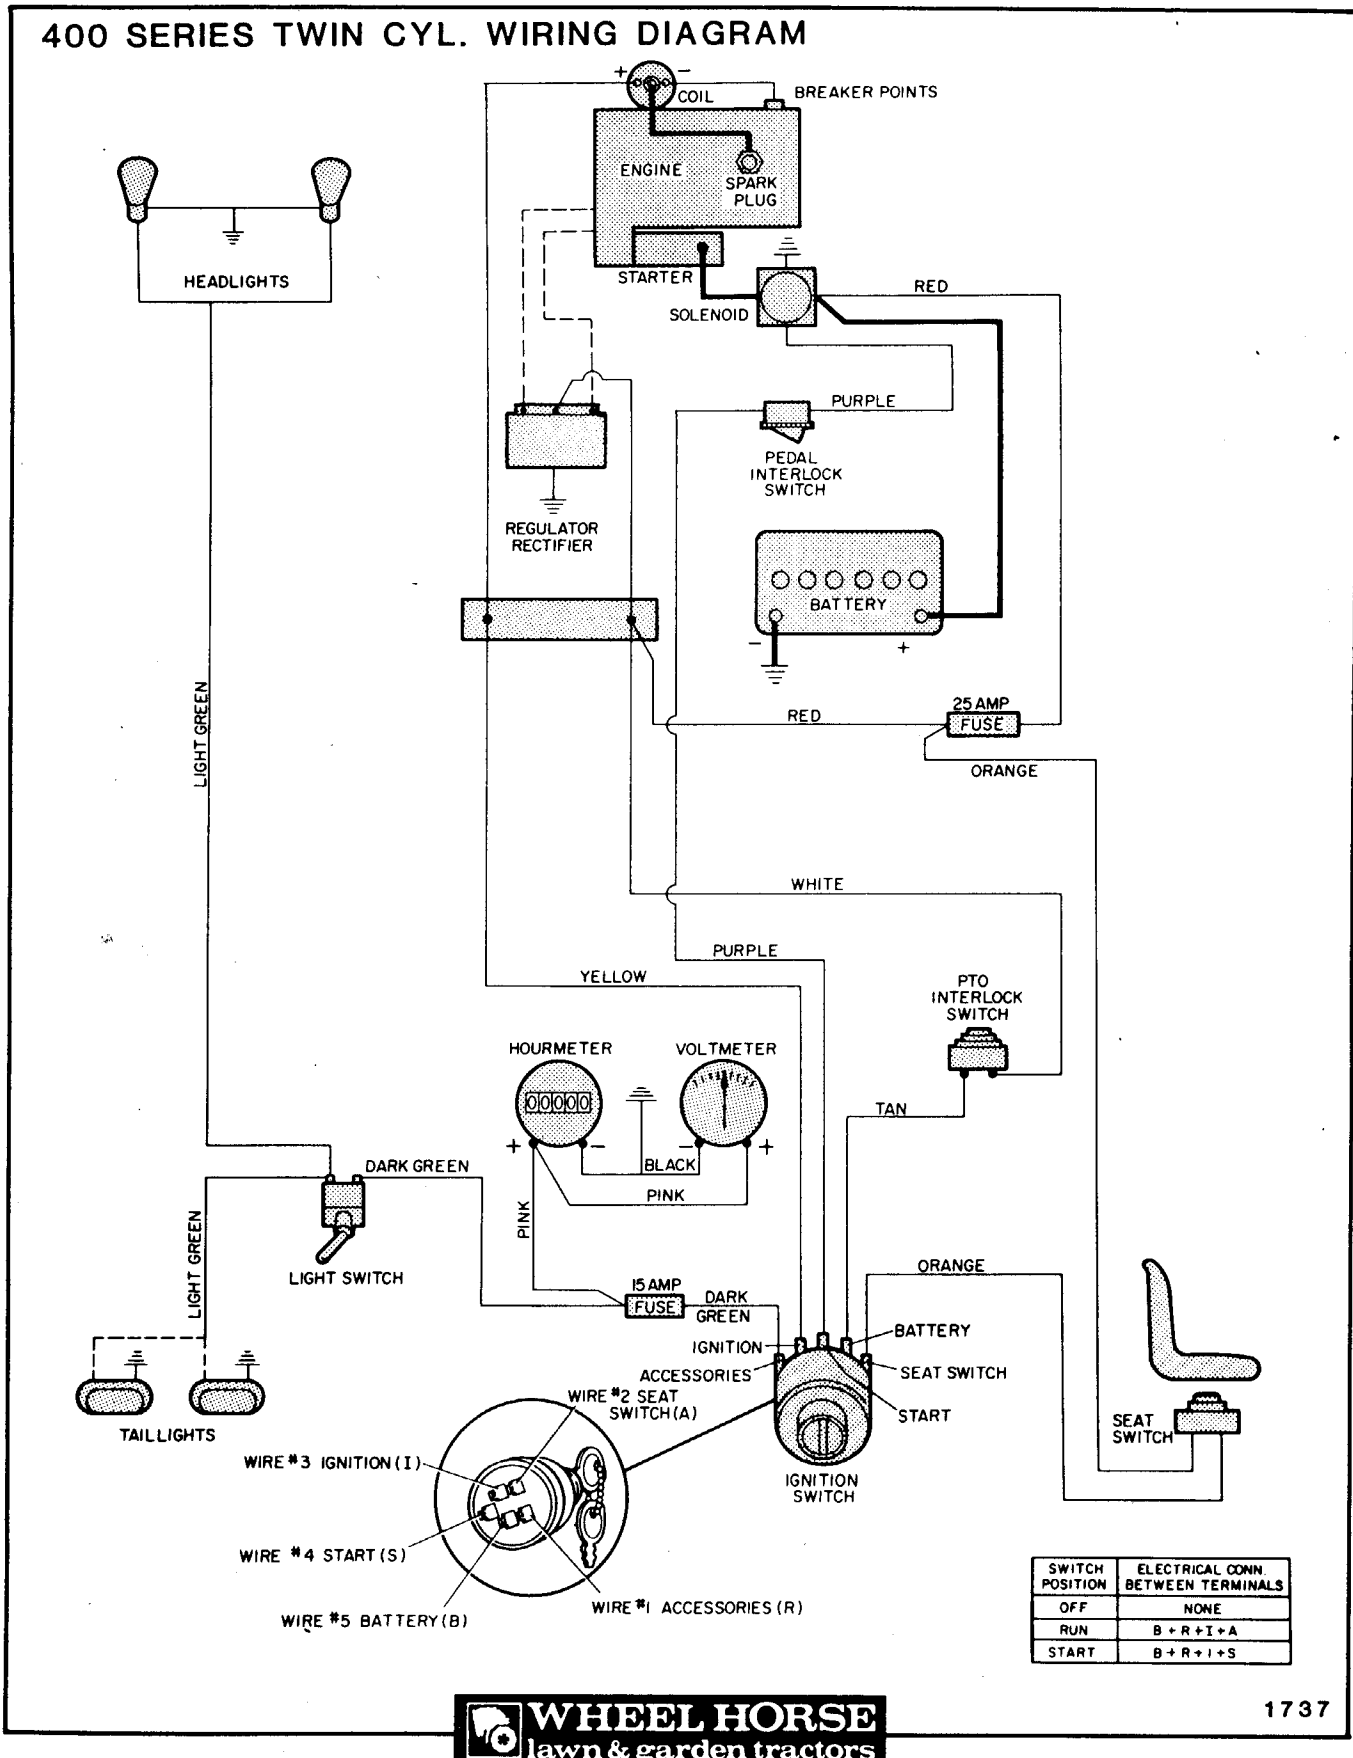 400 SERIES TWIN CYL. WIRING DIAGRAM
+ -
COIL
BREAKER POINTS
ENGINE
SPARK
PLUG
HEADLIGHTS
STARTER
SOLENOID
RED
PURPLE
PEDAL
INTERLOCK
SWITCH
REGULATOR
RECTIFIER
BATTERY
- +
LIGHT GREEN
25 AMP
FUSE
RED
ORANGE
WHITE
PURPLE
YELLOW
PTO
INTERLOCK
SWITCH
HOURMETER
VOLTMETER
00000
+ - - +
TAN
BLACK
DARK GREEN
PINK
PINK
LIGHT GREEN
LIGHT SWITCH
ORANGE
15 AMP
FUSE
DARK
GREEN
IGNITION
BATTERY
ACCESSORIES
SEAT SWITCH
START
WIRE #2 SEAT
SWITCH (A)
TAILLIGHTS
SEAT
SWITCH
WIRE #3 IGNITION (I)
IGNITION
SWITCH
WIRE #4 START (S)
WIRE #5 BATTERY (B)
WIRE #1 ACCESSORIES (R)
SWITCH POSITION ELECTRICAL CONN. BETWEEN TERMINALS
OFF NONE
RUN B + R + I + A
START B + R + I + S
1737
WHEEL HORSE
lawn & garden tractors